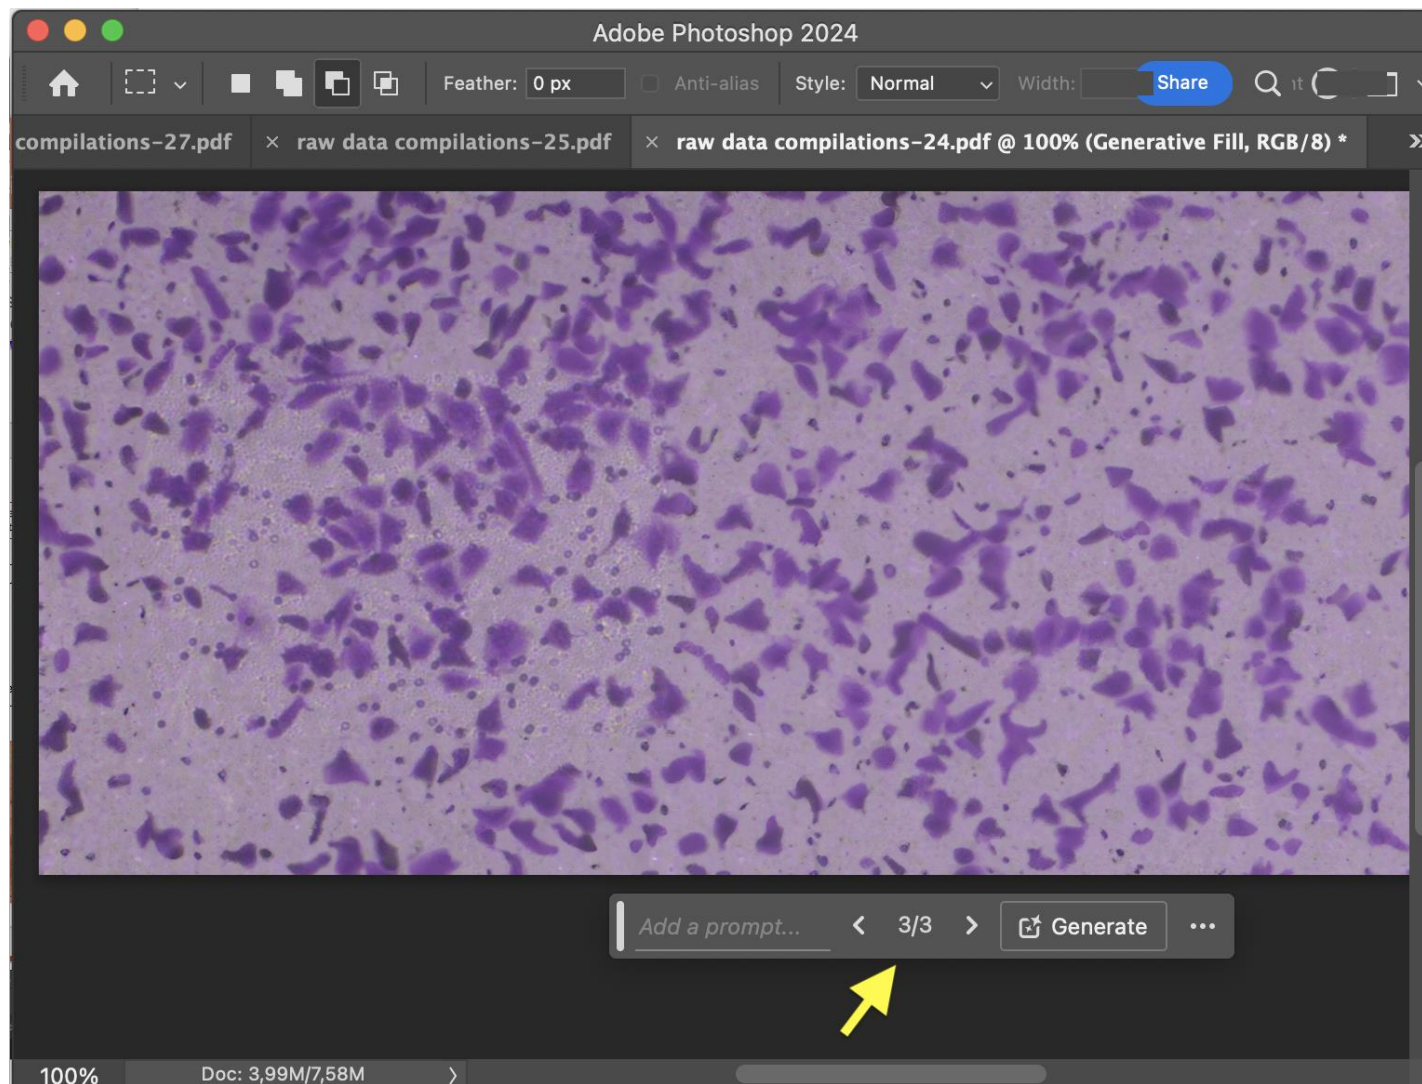 Adobe Photoshop 2024
Feather: 0 px Anti-alias Style: Normal Width: Share
compilations-27.pdf × raw data compilations-25.pdf × raw data compilations-24.pdf @ 100% (Generative Fill, RGB/8) * »
Add a prompt... < 3/3 > Generate ...
100% Doc: 3,99M/7,58M >